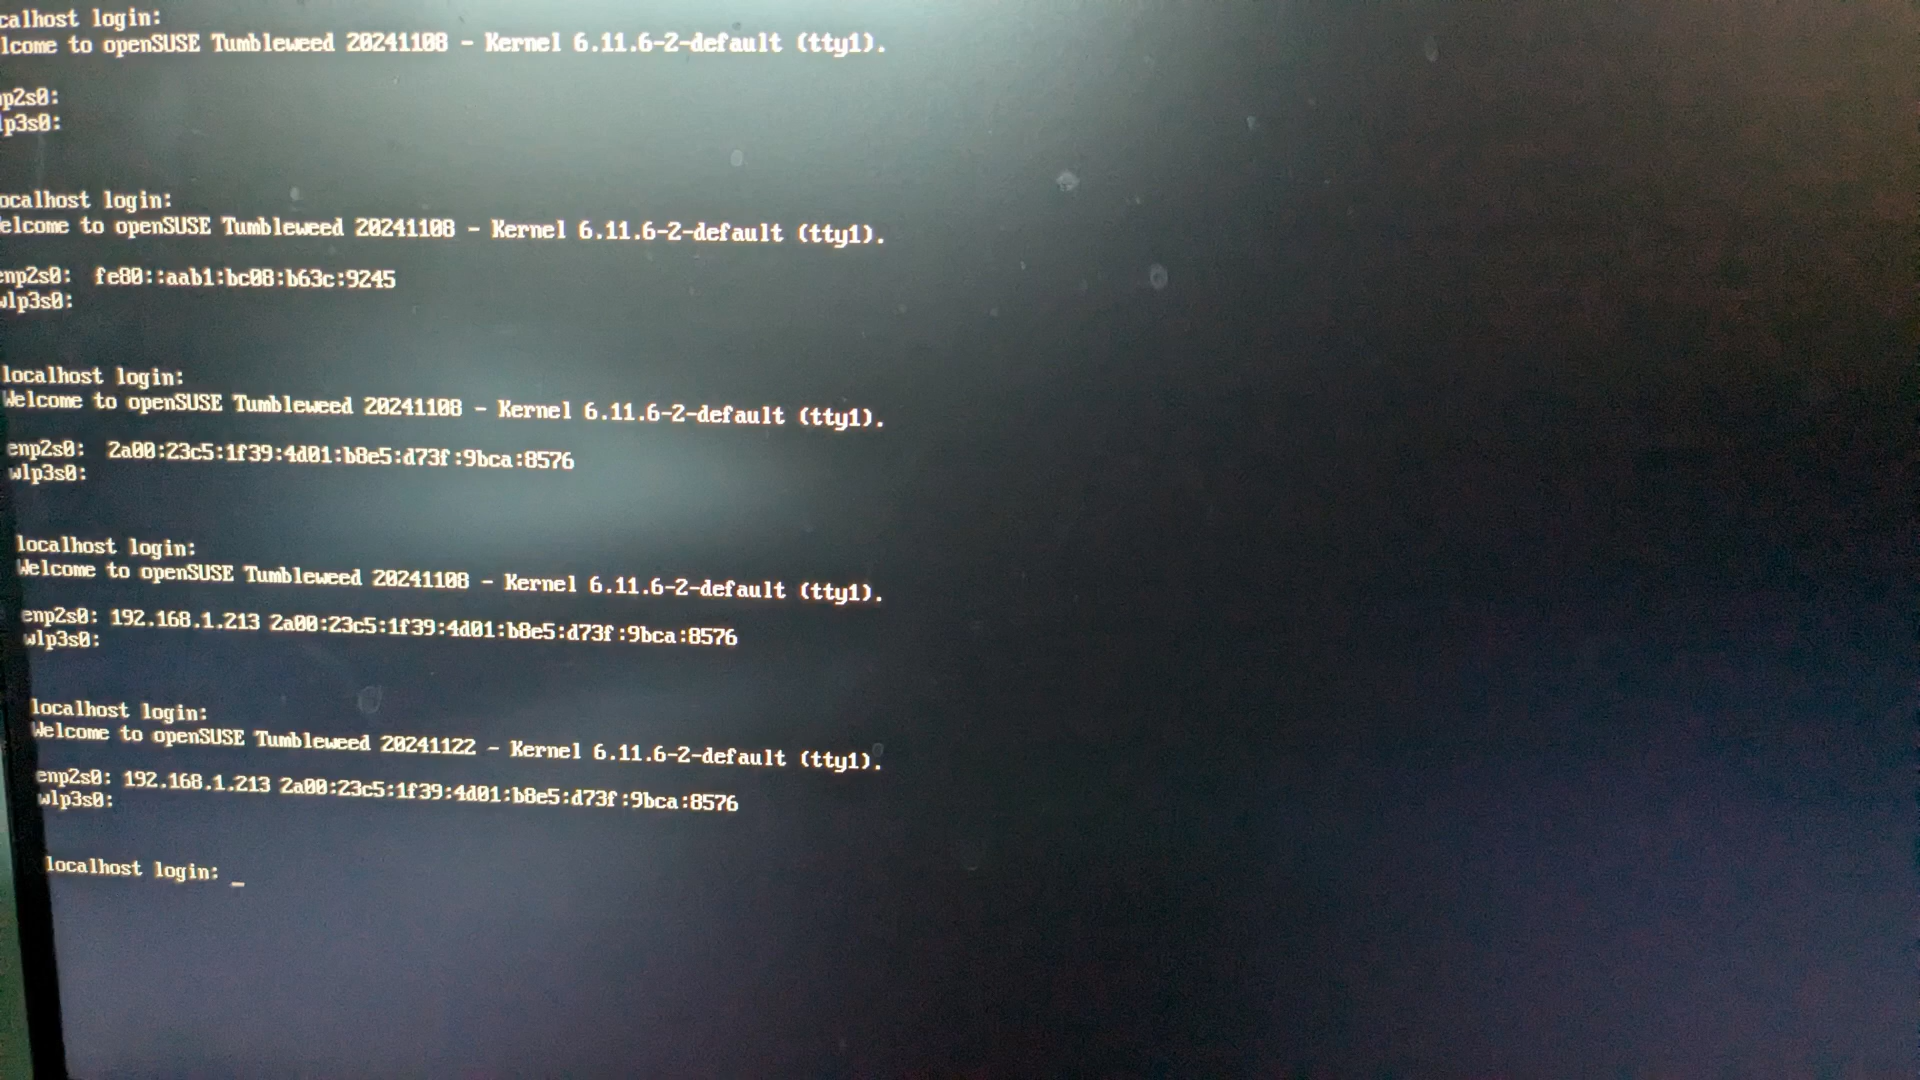 calhost login:
lcome to openSUSE Tumbleweed 20241108 - Kernel 6.11.6-2-default (tty1).
np2s0:
lp3s0:
ocalhost login:
elcome to openSUSE Tumbleweed 20241108 - Kernel 6.11.6-2-default (tty1).
enp2s0: fe80::aab1:bc08:b63c:9245
wlp3s0:
localhost login:
Welcome to openSUSE Tumbleweed 20241108 - Kernel 6.11.6-2-default (tty1).
enp2s0: 2a00:23c5:1f39:4d01:b8e5:d73f:9bca:8576
wlp3s0:
localhost login:
Welcome to openSUSE Tumbleweed 20241108 - Kernel 6.11.6-2-default (tty1).
enp2s0: 192.168.1.213 2a00:23c5:1f39:4d01:b8e5:d73f:9bca:8576
wlp3s0:
localhost login:
Welcome to openSUSE Tumbleweed 20241122 - Kernel 6.11.6-2-default (tty1).
enp2s0: 192.168.1.213 2a00:23c5:1f39:4d01:b8e5:d73f:9bca:8576
wlp3s0:
localhost login: _